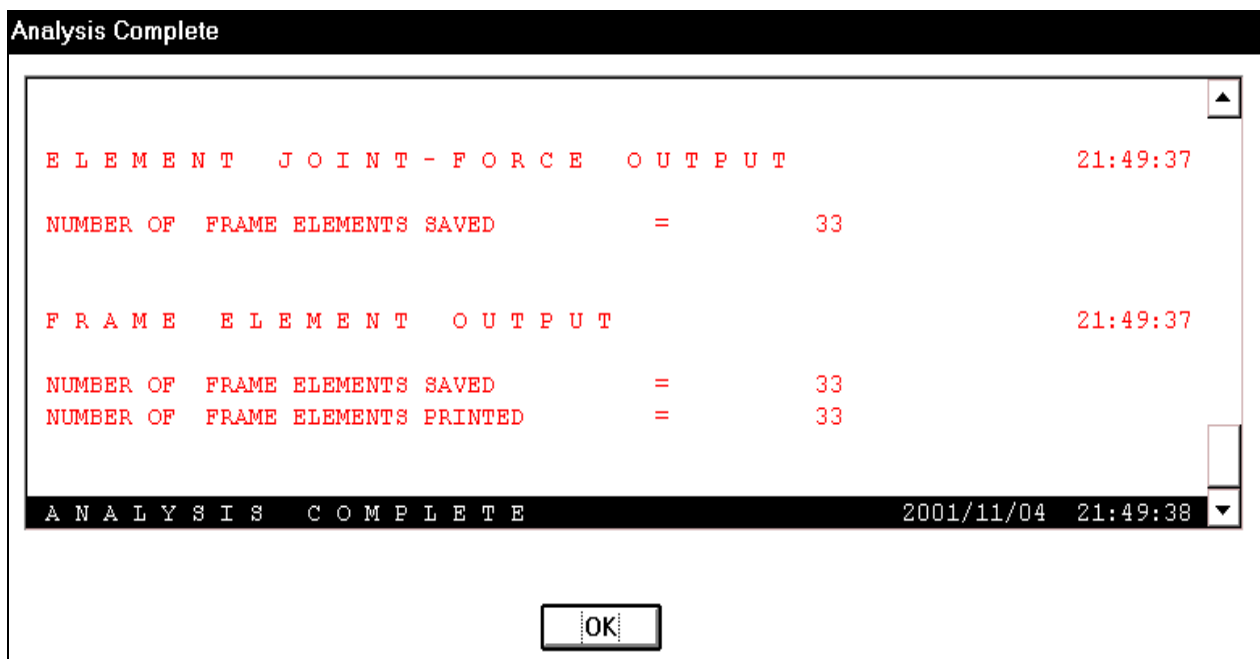 Analysis Complete
E L E M E N T   J O I N T - F O R C E   O U T P U T   21:49:37
NUMBER OF FRAME ELEMENTS SAVED = 33
F R A M E   E L E M E N T   O U T P U T   21:49:37
NUMBER OF FRAME ELEMENTS SAVED = 33
NUMBER OF FRAME ELEMENTS PRINTED = 33
A N A L Y S I S   C O M P L E T E   2001/11/04 21:49:38
OK